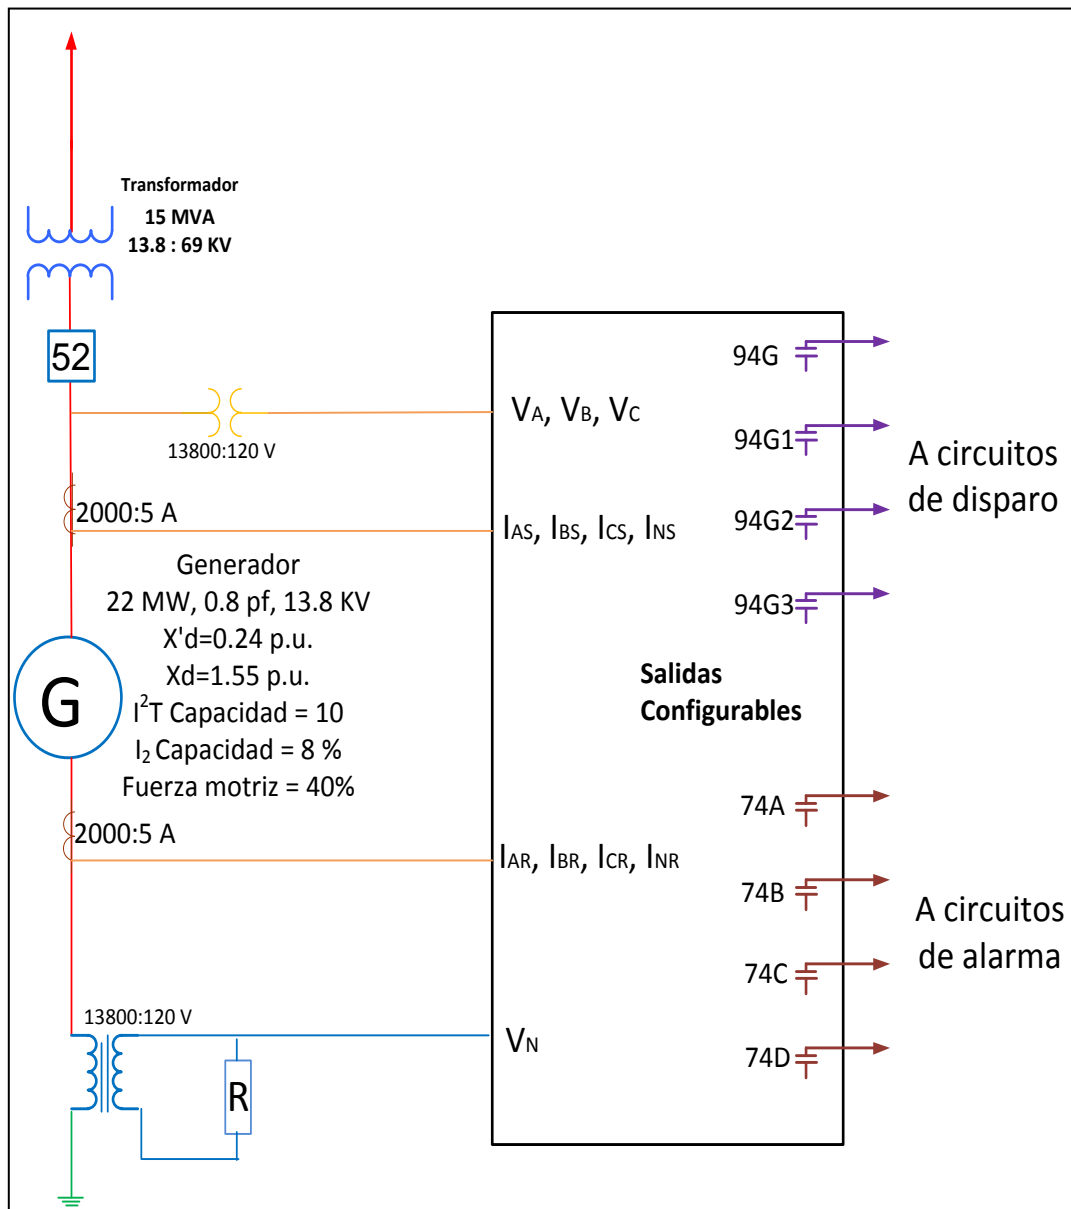 Transformador
15 MVA
13.8 : 69 KV
52
13800:120 V
VA, VB, VC
2000:5 A
IAS, IBS, ICS, INS
Generador
22 MW, 0.8 pf, 13.8 KV
X'd=0.24 p.u.
Xd=1.55 p.u.
I²T Capacidad = 10
I₂ Capacidad = 8 %
Fuerza motriz = 40%
G
2000:5 A
IAR, IBR, ICR, INR
13800:120 V
VN
R
94G
94G1
94G2
94G3
A circuitos
de disparo
Salidas
Configurables
74A
74B
74C
74D
A circuitos
de alarma